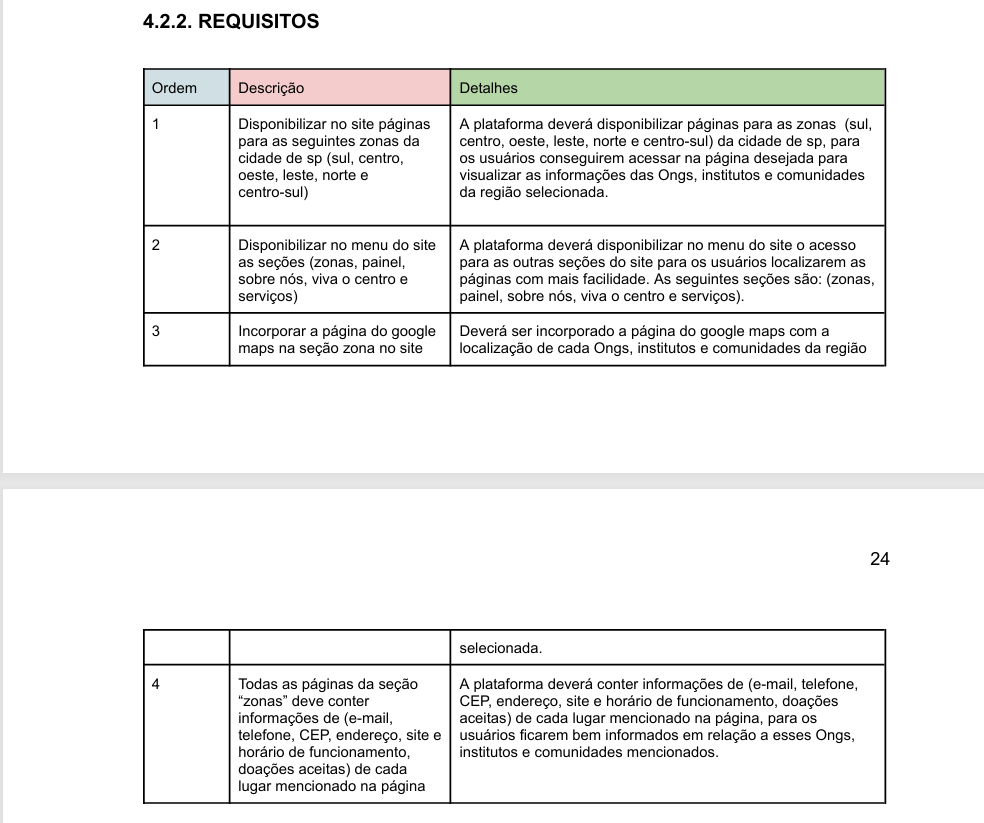 4.2.2. REQUISITOS
Ordem
Descrição
Detalhes
1
Disponibilizar no site páginas
para as seguintes zonas da
cidade de sp (sul, centro,
oeste, leste, norte e
centro-sul)
A plataforma deverá disponibilizar páginas para as zonas  (sul,
centro, oeste, leste, norte e centro-sul) da cidade de sp, para
os usuários conseguirem acessar na página desejada para
visualizar as informações das Ongs, institutos e comunidades
da região selecionada.
2
Disponibilizar no menu do site
as seções (zonas, painel,
sobre nós, viva o centro e
serviços)
A plataforma deverá disponibilizar no menu do site o acesso
para as outras seções do site para os usuários localizarem as
páginas com mais facilidade. As seguintes seções são: (zonas,
painel, sobre nós, viva o centro e serviços).
3
Incorporar a página do google
maps na seção zona no site
Deverá ser incorporado a página do google maps com a
localização de cada Ongs, institutos e comunidades da região
24
selecionada.
4
Todas as páginas da seção
“zonas” deve conter
informações de (e-mail,
telefone, CEP, endereço, site e
horário de funcionamento,
doações aceitas) de cada
lugar mencionado na página
A plataforma deverá conter informações de (e-mail, telefone,
CEP, endereço, site e horário de funcionamento, doações
aceitas) de cada lugar mencionado na página, para os
usuários ficarem bem informados em relação a esses Ongs,
institutos e comunidades mencionados.